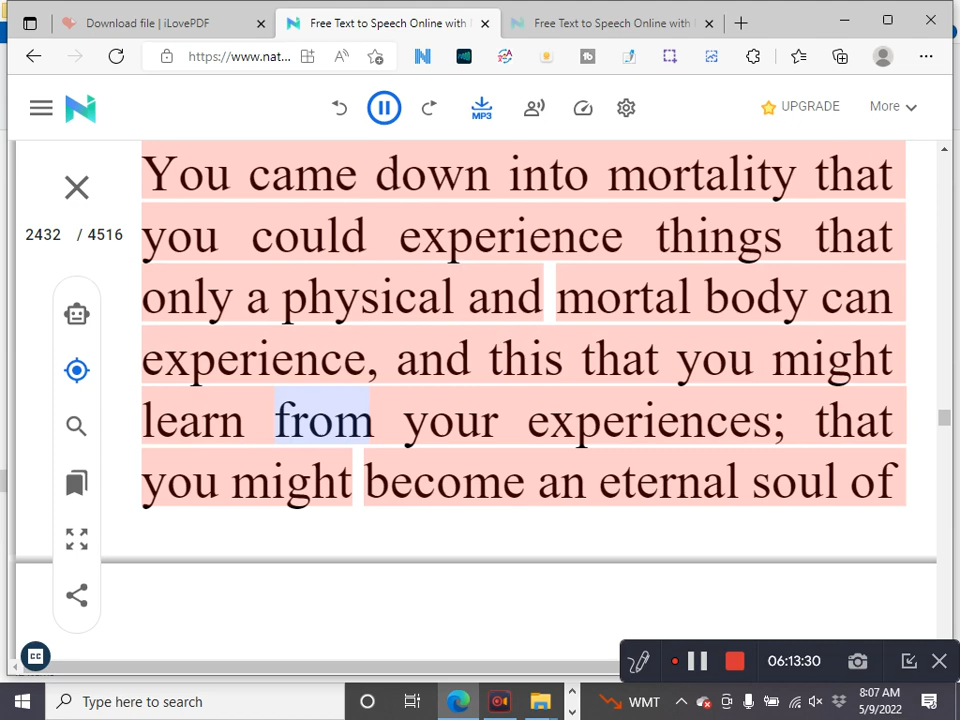 Download file | iLovePDF
Free Text to Speech Online with
Free Text to Speech Online with
https://www.nat...
UPGRADE
More
MP3
2432 / 4516
You came down into mortality that
you could experience things that
only a physical and mortal body can
experience, and this that you might
learn from your experiences; that
you might become an eternal soul of
CC
06:13:30
Type here to search
WMT
8:07 AM
5/9/2022